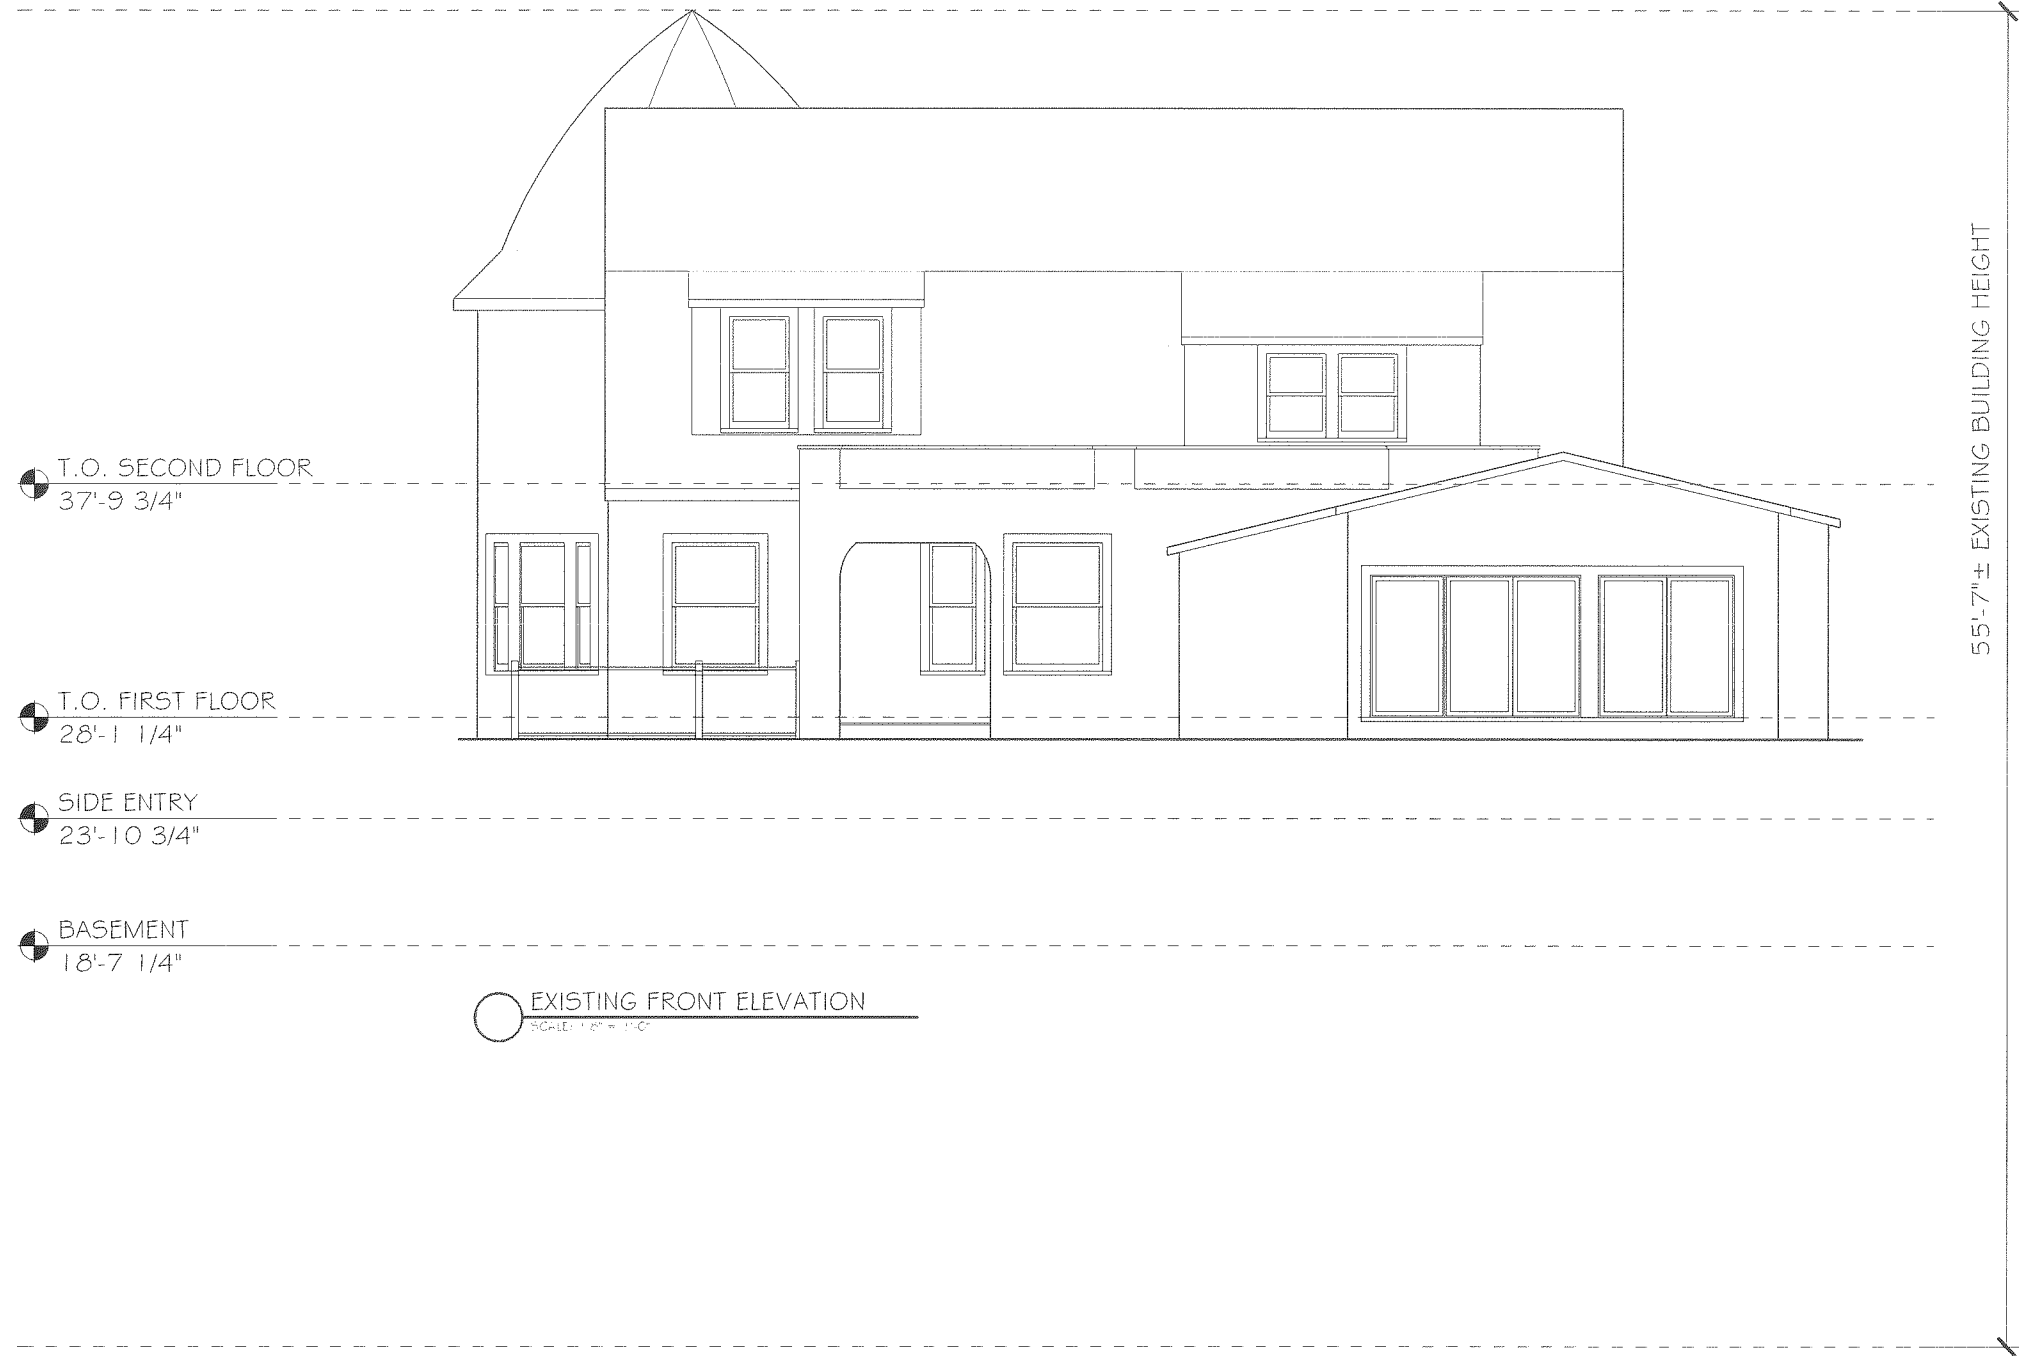 T.O. SECOND FLOOR
37'-9 3/4"
55'-7"± EXISTING BUILDING HEIGHT
T.O. FIRST FLOOR
28'-1 1/4"
SIDE ENTRY
23'-10 3/4"
BASEMENT
18'-7 1/4"
EXISTING FRONT ELEVATION
SCALE: